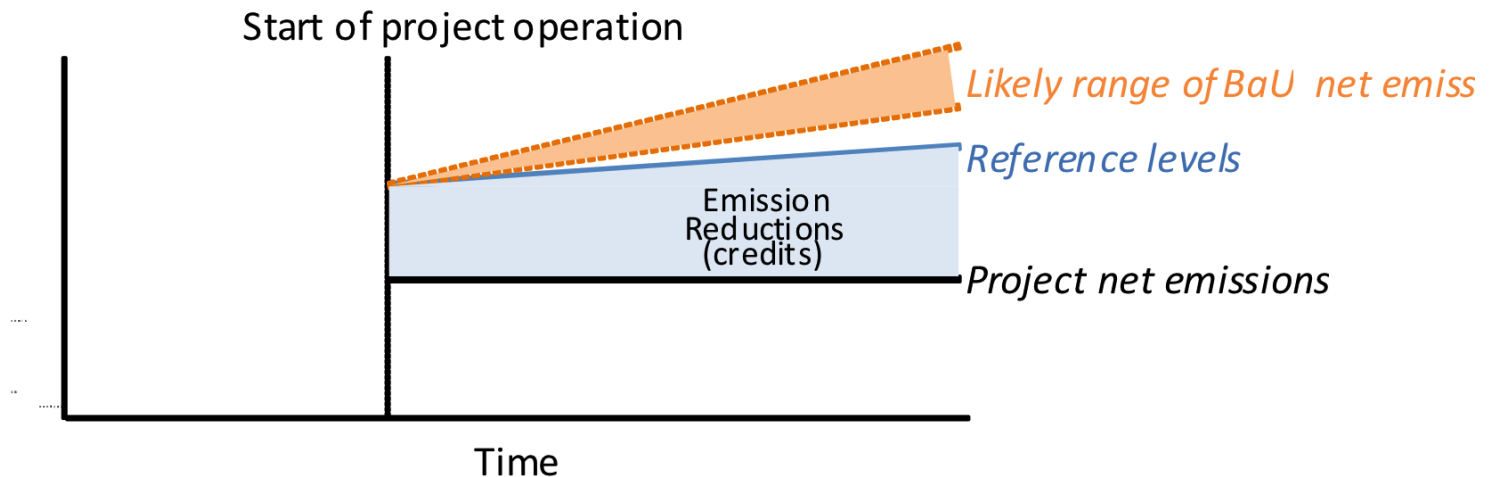 Start of project operation
Likely range of BaU net emiss
Reference levels
Emission
Reductions
(credits)
Project net emissions
Time